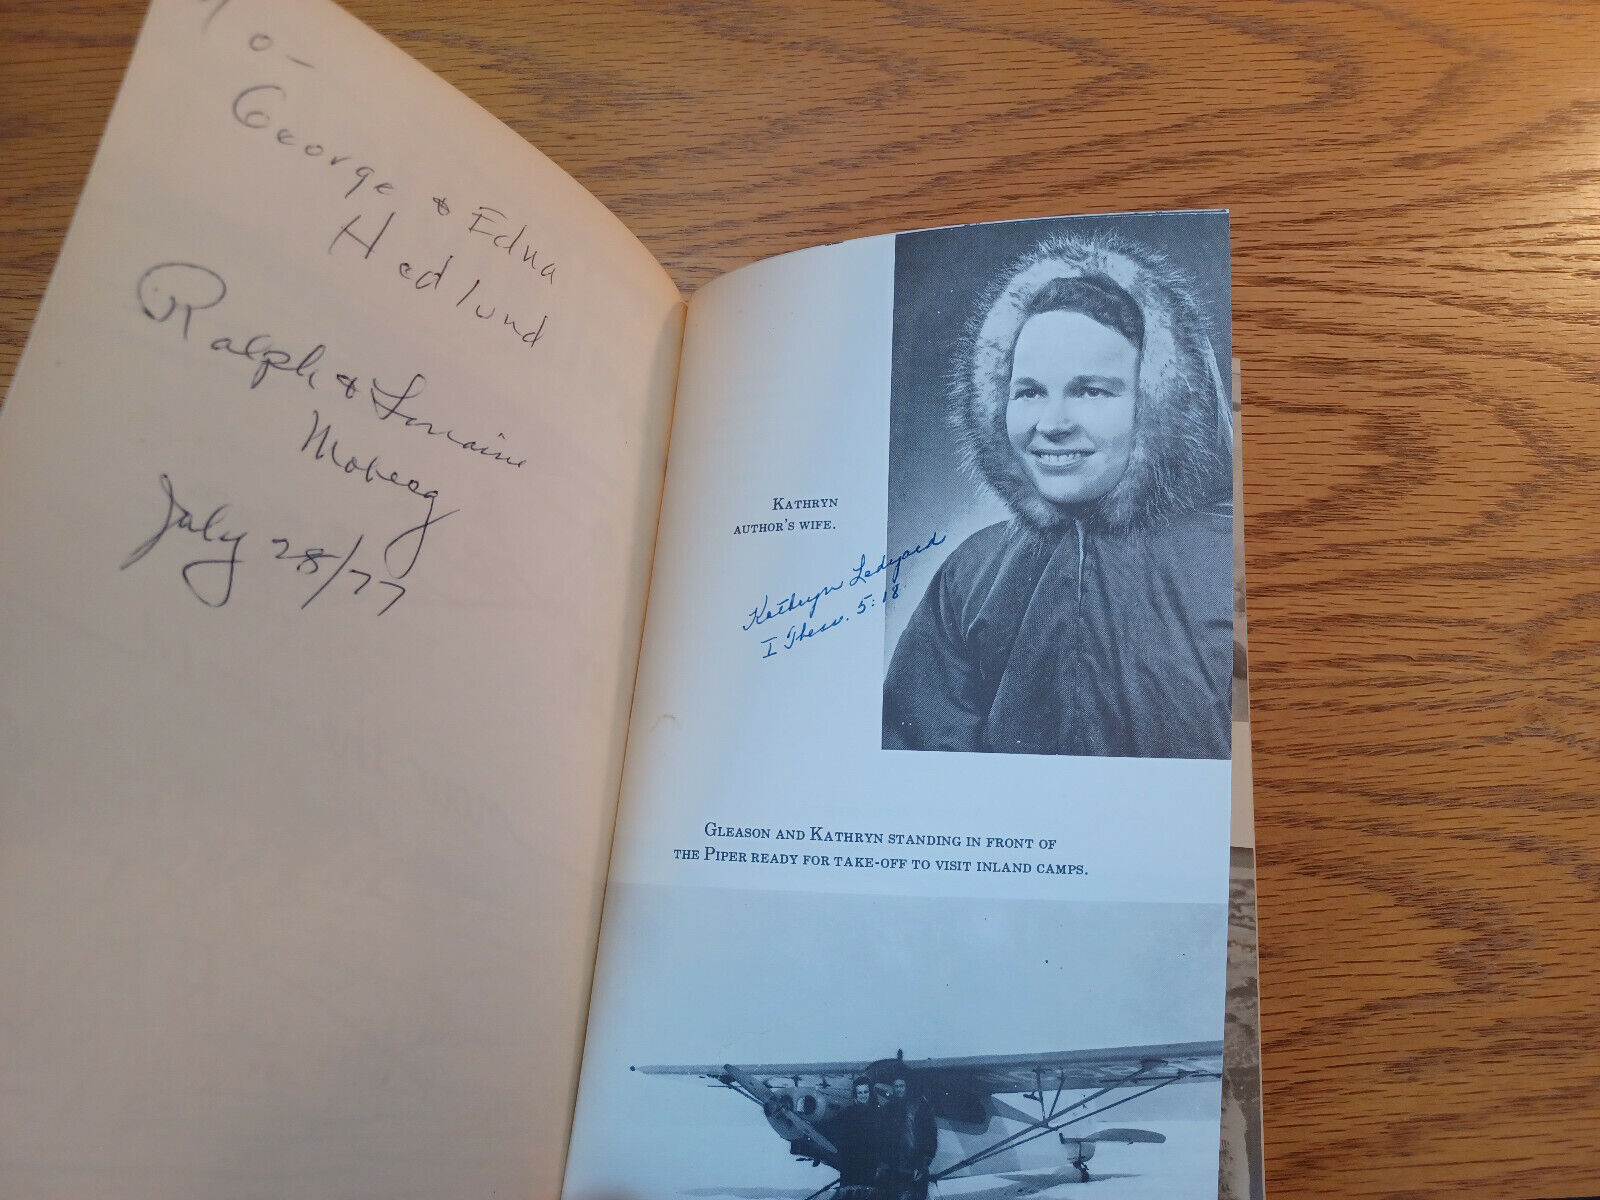 To -
George & Edna
Hedlund
Ralph & Lorraine
Moberg
July 28/77
Kathryn
author's wife.
Kathryn Ledyard
I Thess. 5:18
Gleason and Kathryn standing in front of
the Piper ready for take-off to visit inland camps.